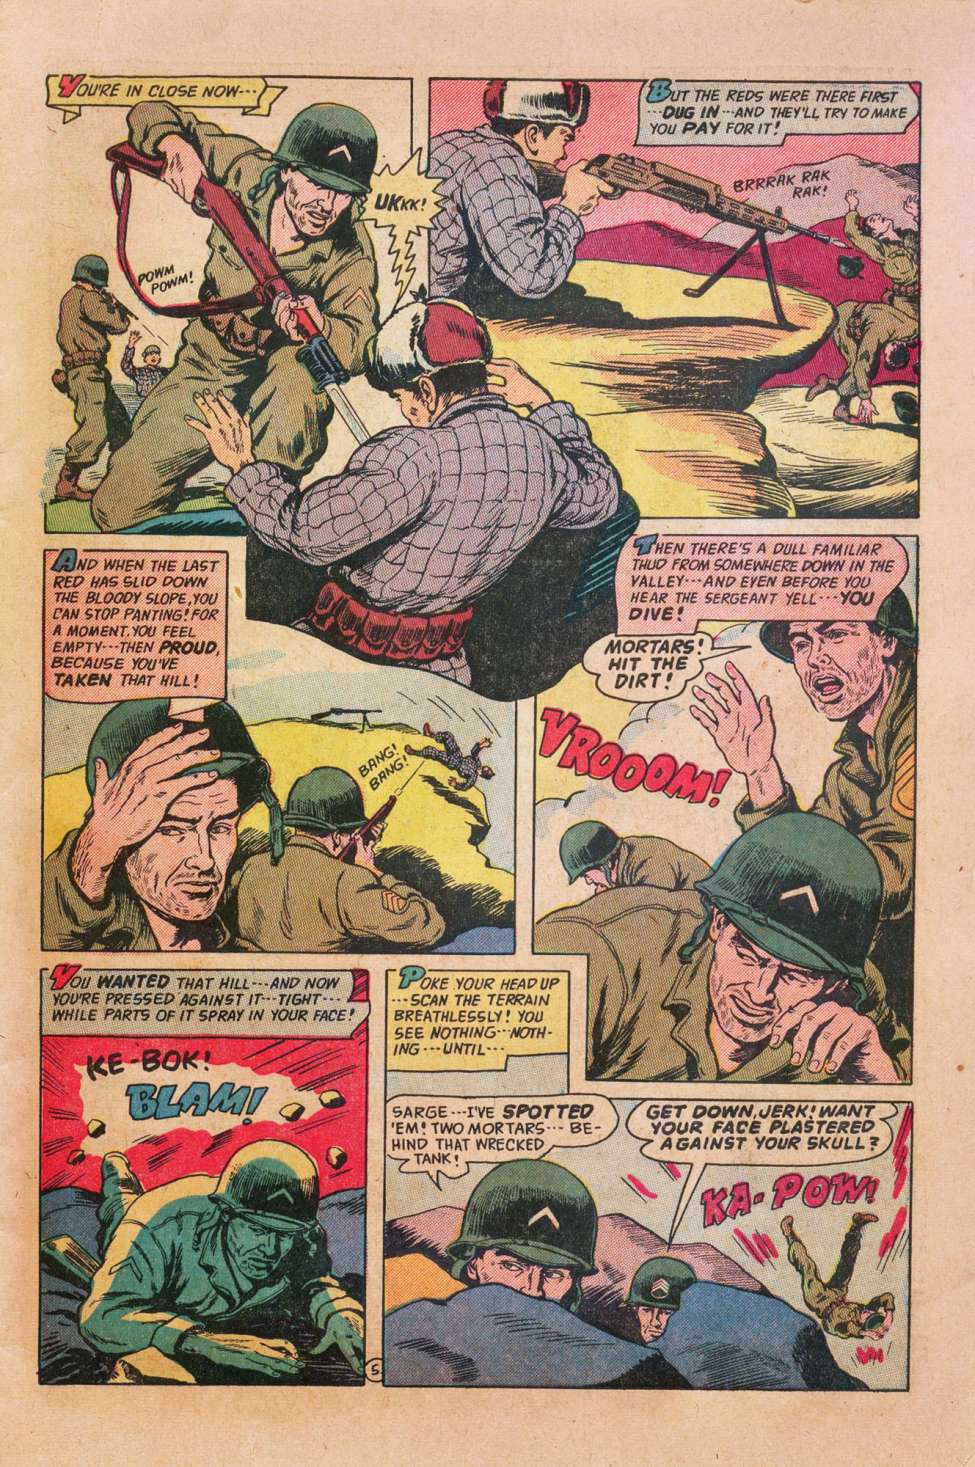 YOU'RE IN CLOSE NOW---
POWM
POWM!
UKKK!
BUT THE REDS WERE THERE FIRST
---DUG IN---AND THEY'LL TRY TO MAKE
YOU PAY FOR IT!
BRRRAK RAK
RAK!
AND WHEN THE LAST
RED HAS SLID DOWN
THE BLOODY SLOPE, YOU
CAN STOP PANTING! FOR
A MOMENT, YOU FEEL
EMPTY---THEN PROUD,
BECAUSE YOU'VE
TAKEN THAT HILL!
BANG!
BANG!
THEN THERE'S A DULL FAMILIAR
THUD FROM SOMEWHERE DOWN IN THE
VALLEY---AND EVEN BEFORE YOU
HEAR THE SERGEANT YELL---YOU
DIVE!
MORTARS!
HIT THE
DIRT!
VROOOM!
YOU WANTED THAT HILL---AND NOW
YOU'RE PRESSED AGAINST IT---TIGHT---
WHILE PARTS OF IT SPRAY IN YOUR FACE!
KE-BOK!
BLAM!
5
POKE YOUR HEAD UP
---SCAN THE TERRAIN
BREATHLESSLY! YOU
SEE NOTHING---NOTH-
ING---UNTIL---
SARGE---I'VE SPOTTED
'EM! TWO MORTARS---BE-
HIND THAT WRECKED
TANK!
GET DOWN, JERK! WANT
YOUR FACE PLASTERED
AGAINST YOUR SKULL?
KA-POW!